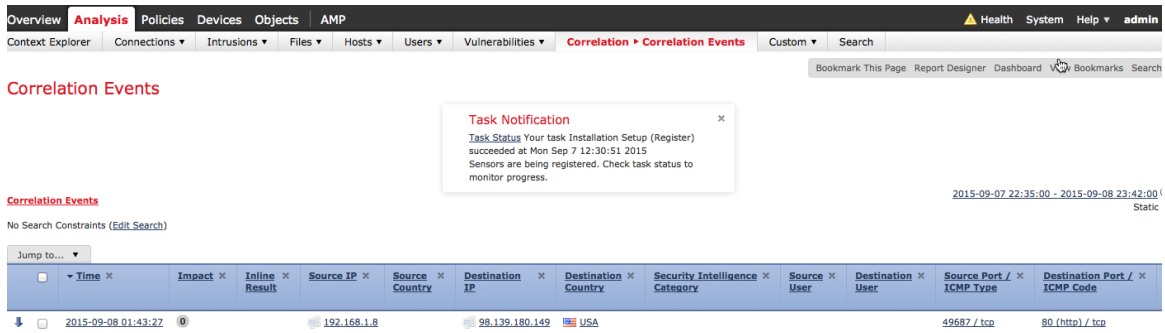 Overview Analysis Policies Devices Objects AMP Health System Help ▾ admin
Context Explorer Connections ▾ Intrusions ▾ Files ▾ Hosts ▾ Users ▾ Vulnerabilities ▾ Correlation ▸ Correlation Events Custom ▾ Search
Bookmark This Page Report Designer Dashboard View Bookmarks Search
Correlation Events
Task Notification ×
Task Status Your task Installation Setup (Register)
succeeded at Mon Sep 7 12:30:51 2015
Sensors are being registered. Check task status to
monitor progress.
2015-09-07 22:35:00 - 2015-09-08 23:42:00
Static
Correlation Events
No Search Constraints (Edit Search)
Jump to... ▼
▾ Time × Impact × Inline Result × Source IP × Source Country × Destination IP × Destination Country × Security Intelligence Category × Source User × Destination User × Source Port / ICMP Type × Destination Port / ICMP Code ×
2015-09-08 01:43:27 0 192.168.1.8 98.139.180.149 USA 49687 / tcp 80 (http) / tcp